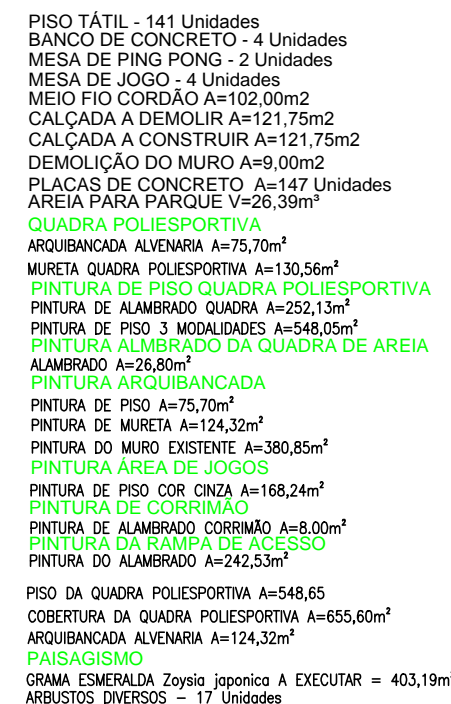 PISO TÁTIL - 141 Unidades
BANCO DE CONCRETO - 4 Unidades
MESA DE PING PONG - 2 Unidades
MESA DE JOGO - 4 Unidades
MEIO FIO CORDÃO A=102,00m2
CALÇADA A DEMOLIR A=121,75m2
CALÇADA A CONSTRUIR A=121,75m2
DEMOLIÇÃO DO MURO A=9,00m2
PLACAS DE CONCRETO A=147 Unidades
AREIA PARA PARQUE V=26,39m³
QUADRA POLIESPORTIVA
ARQUIBANCADA ALVENARIA A=75,70m²
MURETA QUADRA POLIESPORTIVA A=130,56m²
PINTURA DE PISO QUADRA POLIESPORTIVA
PINTURA DE ALAMBRADO QUADRA A=252,13m²
PINTURA DE PISO 3 MODALIDADES A=548,05m²
PINTURA ALMBRADO DA QUADRA DE AREIA
ALAMBRADO A=26,80m²
PINTURA ARQUIBANCADA
PINTURA DE PISO A=75,70m²
PINTURA DE MURETA A=124,32m²
PINTURA DO MURO EXISTENTE A=380,85m²
PINTURA ÁREA DE JOGOS
PINTURA DE PISO COR CINZA A=168,24m²
PINTURA DE CORRIMÃO
PINTURA DE ALAMBRADO CORRIMÃO A=8.00m²
PINTURA DA RAMPA DE ACESSO
PINTURA DO ALAMBRADO A=242,53m²
PISO DA QUADRA POLIESPORTIVA A=548,65
COBERTURA DA QUADRA POLIESPORTIVA A=655,60m²
ARQUIBANCADA ALVENARIA A=124,32m²
PAISAGISMO
GRAMA ESMERALDA Zoysia japonica A EXECUTAR = 403,19m²
ARBUSTOS DIVERSOS – 17 Unidades